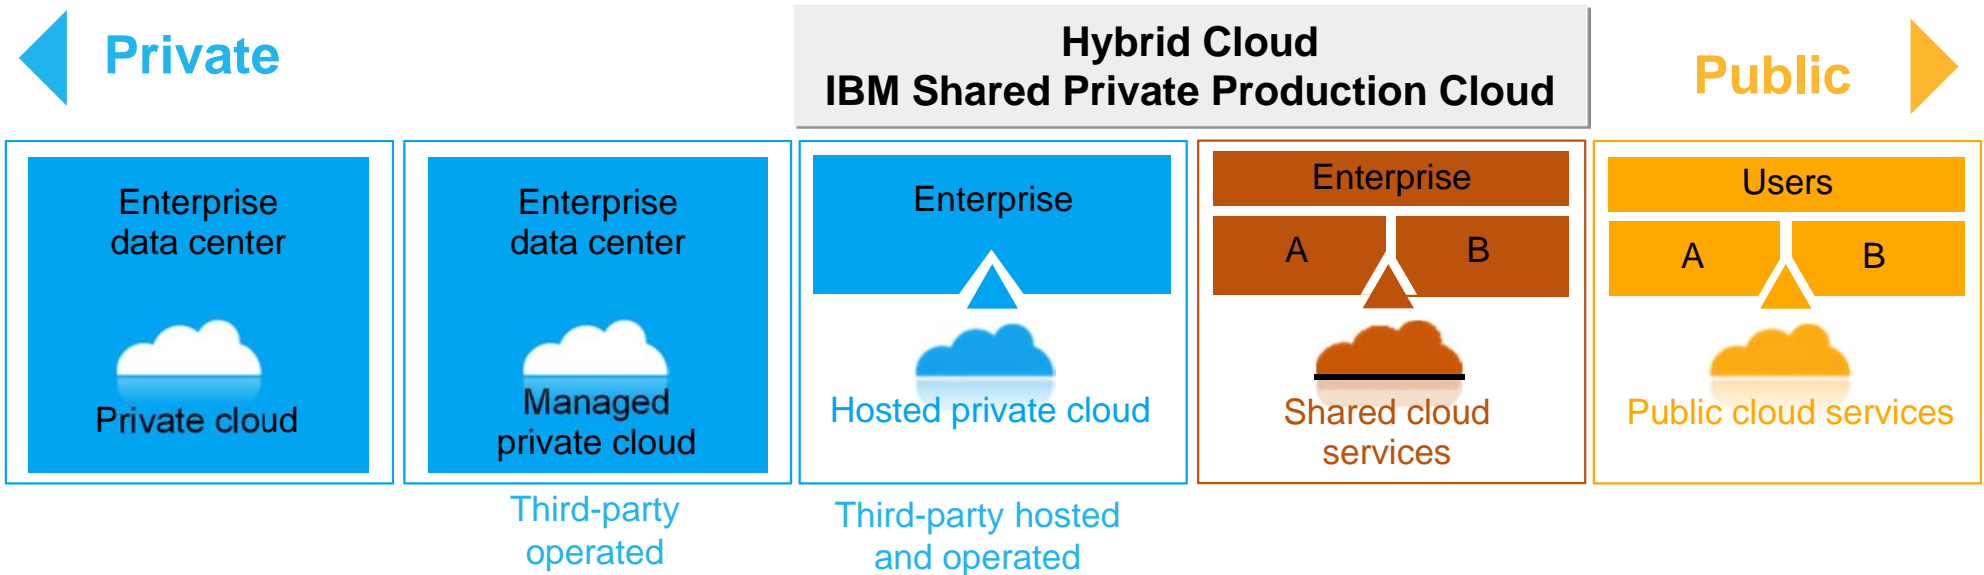 Private
Hybrid Cloud
IBM Shared Private Production Cloud
Public
Enterprise
data center
Private cloud
Enterprise
data center
Managed
private cloud
Enterprise
Hosted private cloud
Enterprise
A
B
Shared cloud
services
Users
A
B
Public cloud services
Third-party
operated
Third-party hosted
and operated